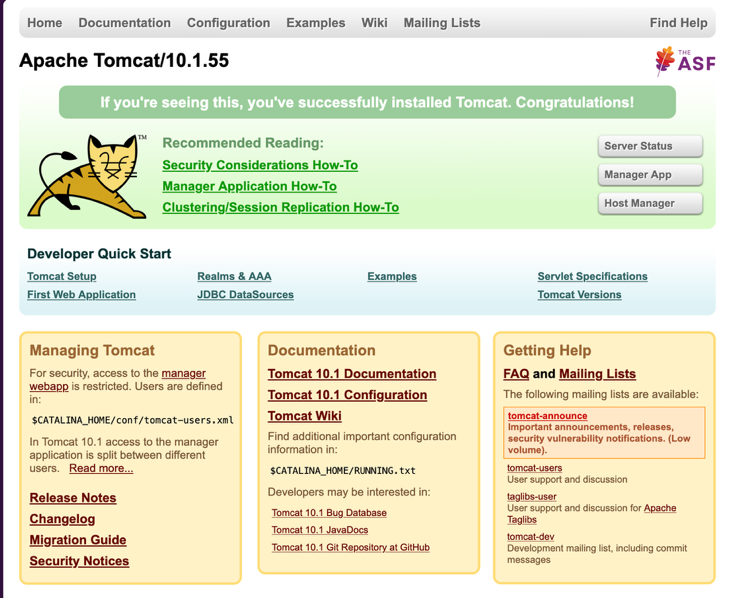 Home Documentation Configuration Examples Wiki Mailing Lists Find Help
Apache Tomcat/10.1.55
THE
ASF
If you're seeing this, you've successfully installed Tomcat. Congratulations!
TM
Recommended Reading:
Security Considerations How-To
Manager Application How-To
Clustering/Session Replication How-To
Server Status
Manager App
Host Manager
Developer Quick Start
Tomcat Setup
First Web Application
Realms & AAA
JDBC DataSources
Examples
Servlet Specifications
Tomcat Versions
Managing Tomcat
For security, access to the manager
webapp is restricted. Users are defined
in:
$CATALINA_HOME/conf/tomcat-users.xml
In Tomcat 10.1 access to the manager
application is split between different
users. Read more...
Release Notes
Changelog
Migration Guide
Security Notices
Documentation
Tomcat 10.1 Documentation
Tomcat 10.1 Configuration
Tomcat Wiki
Find additional important configuration
information in:
$CATALINA_HOME/RUNNING.txt
Developers may be interested in:
Tomcat 10.1 Bug Database
Tomcat 10.1 JavaDocs
Tomcat 10.1 Git Repository at GitHub
Getting Help
FAQ and Mailing Lists
The following mailing lists are available:
tomcat-announce
Important announcements, releases,
security vulnerability notifications. (Low
volume).
tomcat-users
User support and discussion
taglibs-user
User support and discussion for Apache
Taglibs
tomcat-dev
Development mailing list, including commit
messages